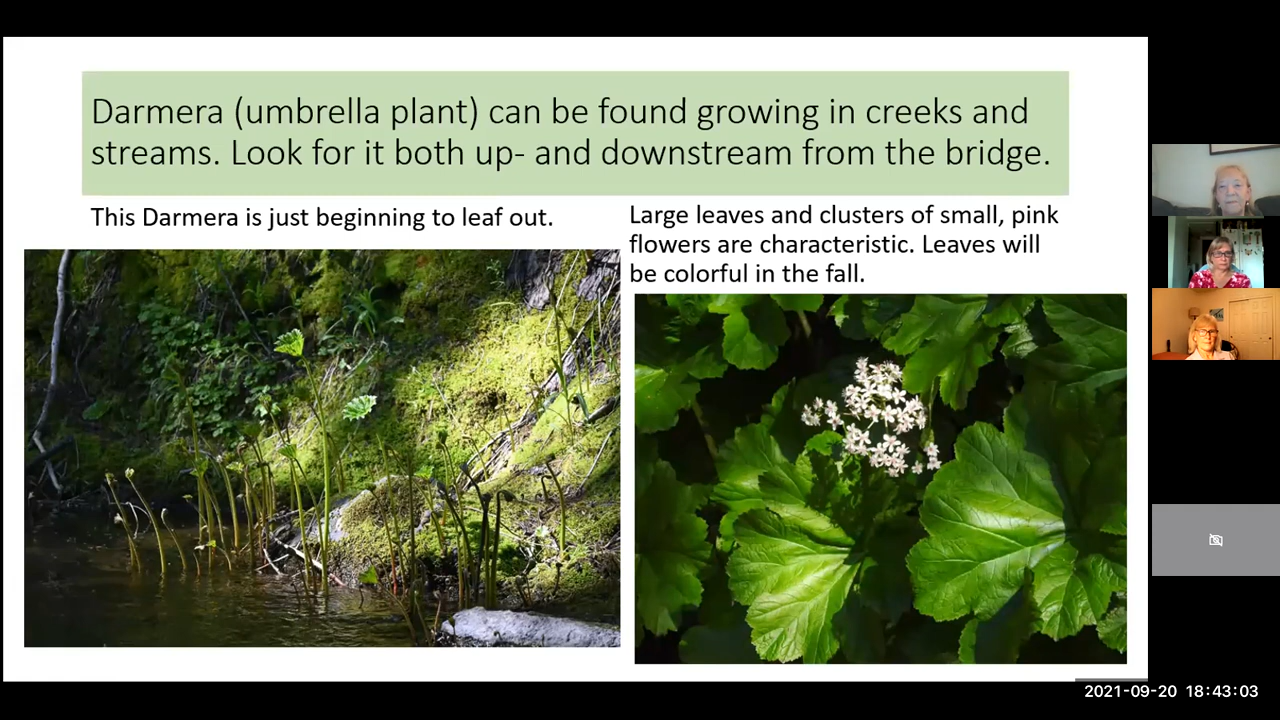 Darmera (umbrella plant) can be found growing in creeks and
streams. Look for it both up- and downstream from the bridge.
This Darmera is just beginning to leaf out.
Large leaves and clusters of small, pink
flowers are characteristic. Leaves will
be colorful in the fall.
2021-09-20 18:43:03